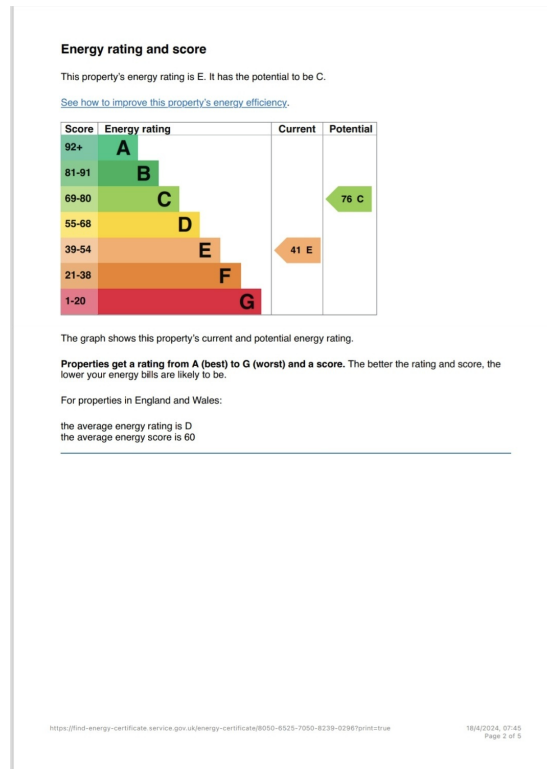 Energy rating and score
This property's energy rating is E. It has the potential to be C.
See how to improve this property's energy efficiency.
Score Energy rating Current Potential
92+ A
81-91 B
69-80 C 76 C
55-68 D
39-54 E 41 E
21-38 F
1-20 G
The graph shows this property's current and potential energy rating.
Properties get a rating from A (best) to G (worst) and a score. The better the rating and score, the
lower your energy bills are likely to be.
For properties in England and Wales:
the average energy rating is D
the average energy score is 60
https://find-energy-certificate.service.gov.uk/energy-certificate/8050-6525-7050-8239-0296?print=true 18/4/2024, 07:45
Page 2 of 5